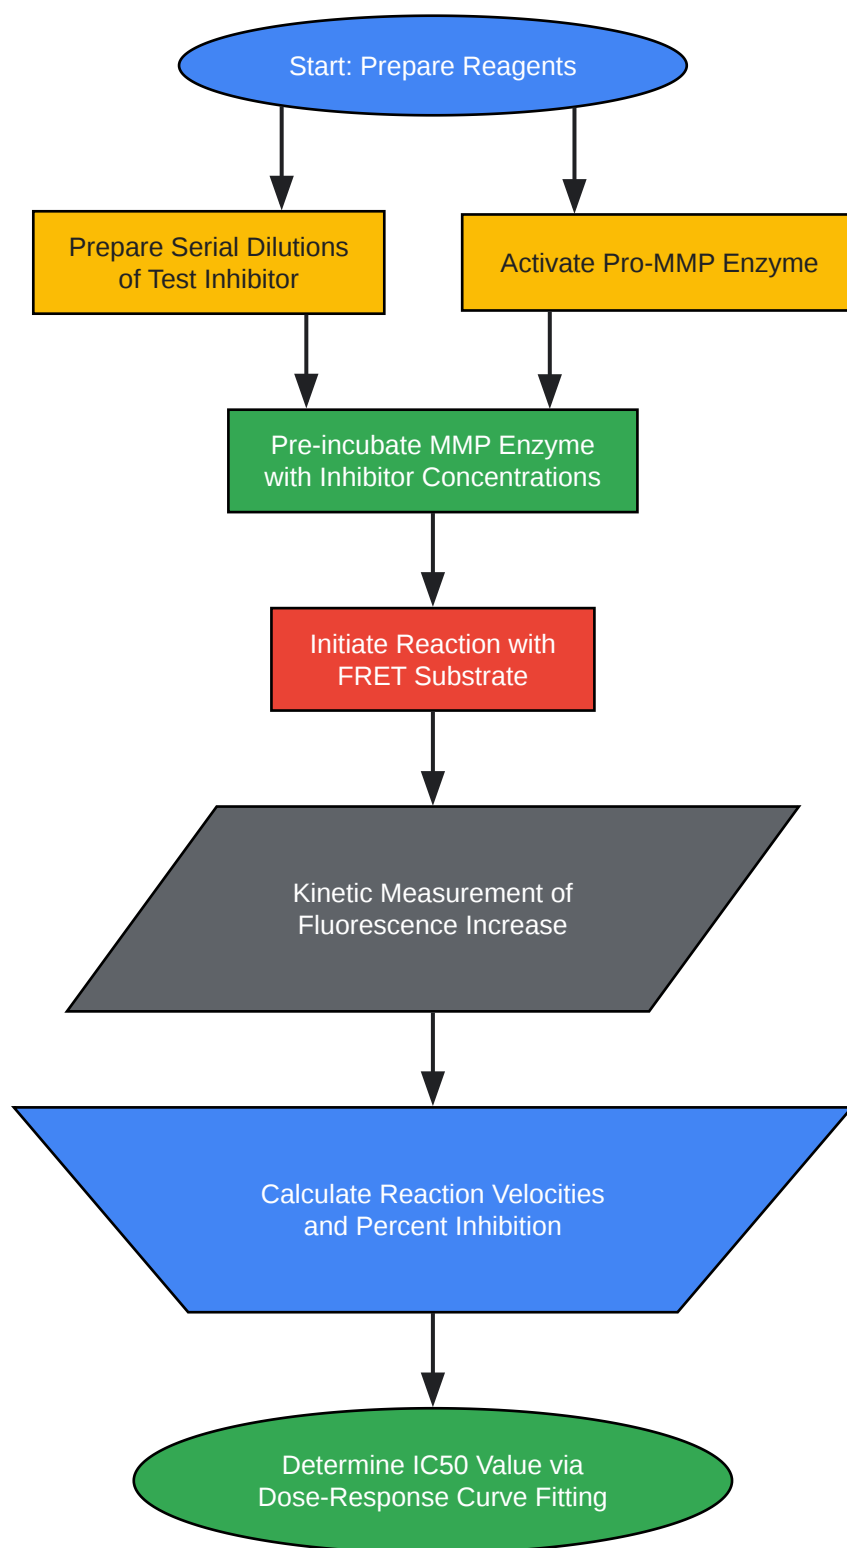 Start: Prepare Reagents
Prepare Serial Dilutions
of Test Inhibitor
Activate Pro-MMP Enzyme
Pre-incubate MMP Enzyme
with Inhibitor Concentrations
Initiate Reaction with
FRET Substrate
Kinetic Measurement of
Fluorescence Increase
Calculate Reaction Velocities
and Percent Inhibition
Determine IC50 Value via
Dose-Response Curve Fitting